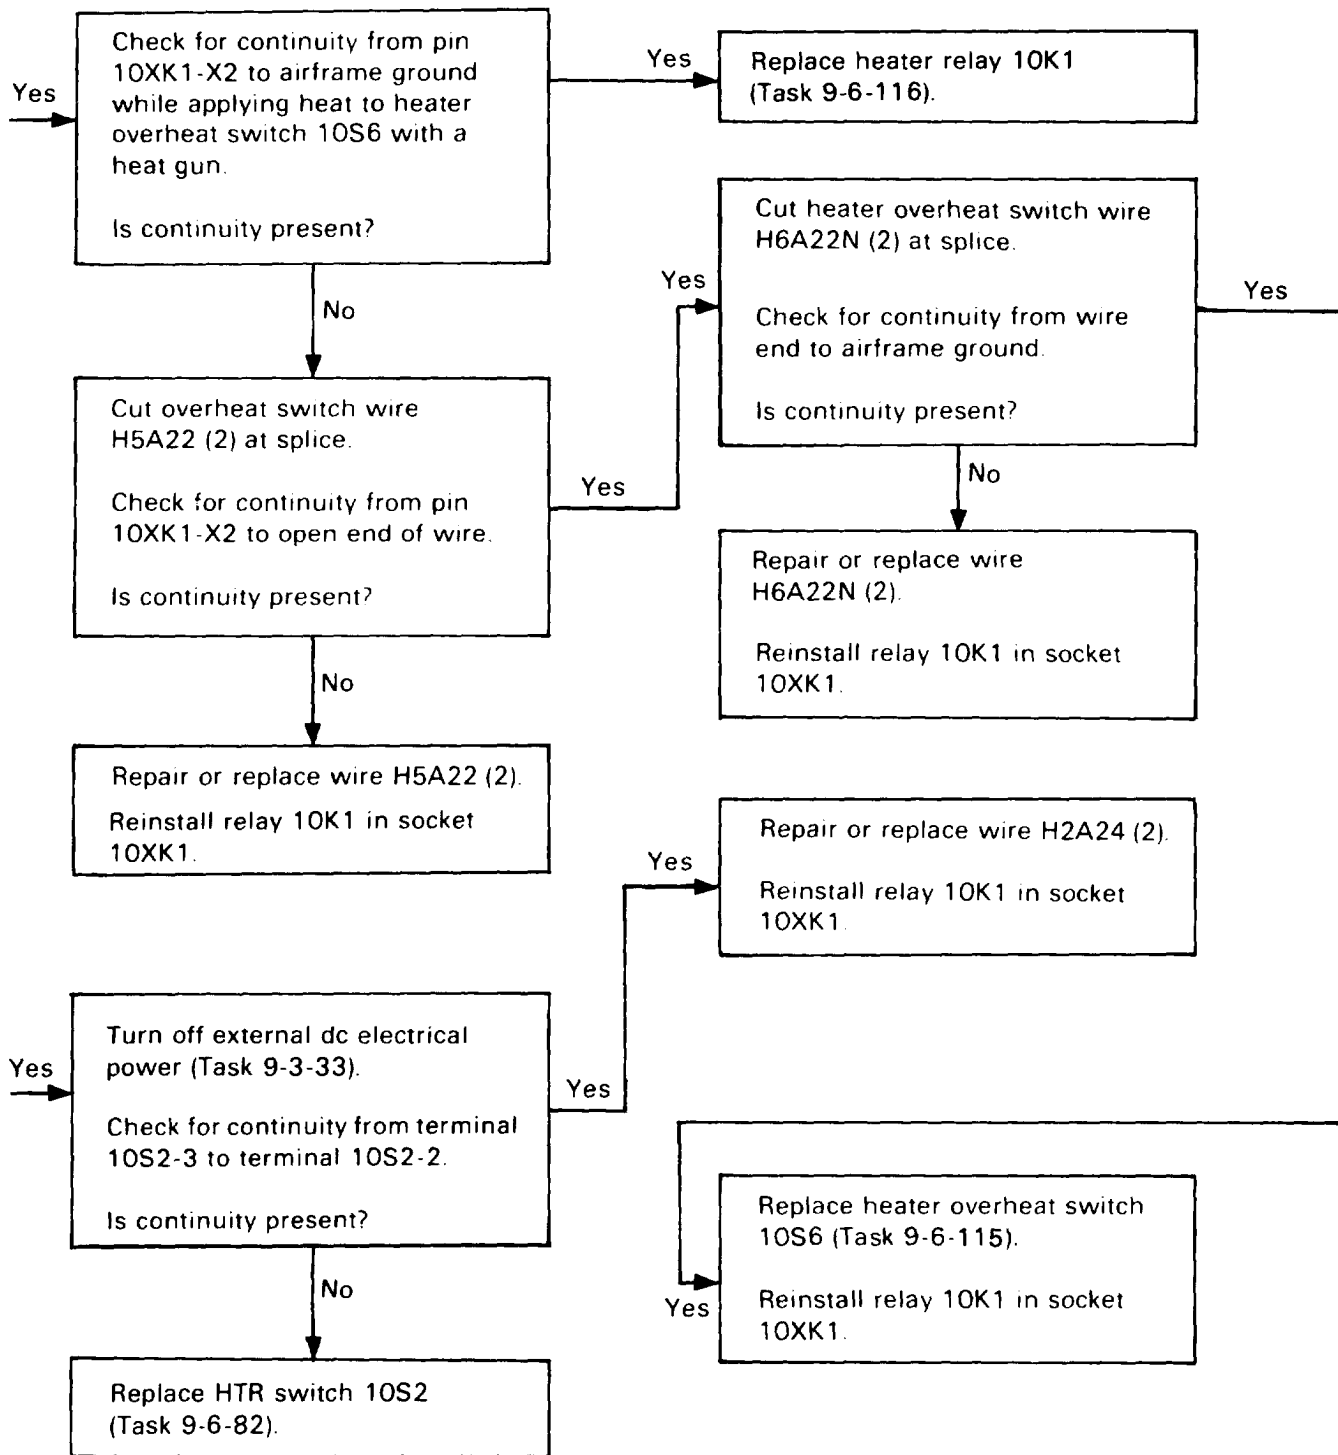 Yes
Check for continuity from pin
10XK1-X2 to airframe ground
while applying heat to heater
overheat switch 10S6 with a
heat gun.
Is continuity present?
Yes
Replace heater relay 10K1
(Task 9-6-116).
No
Cut overheat switch wire
H5A22 (2) at splice.
Check for continuity from pin
10XK1-X2 to open end of wire.
Is continuity present?
Yes
Yes
Cut heater overheat switch wire
H6A22N (2) at splice.
Check for continuity from wire
end to airframe ground.
Is continuity present?
Yes
No
Repair or replace wire
H6A22N (2).
Reinstall relay 10K1 in socket
10XK1.
No
Repair or replace wire H5A22 (2).
Reinstall relay 10K1 in socket
10XK1.
Yes
Turn off external dc electrical
power (Task 9-3-33).
Check for continuity from terminal
10S2-3 to terminal 10S2-2.
Is continuity present?
Yes
Yes
Repair or replace wire H2A24 (2).
Reinstall relay 10K1 in socket
10XK1.
No
Replace HTR switch 10S2
(Task 9-6-82).
Yes
Replace heater overheat switch
10S6 (Task 9-6-115).
Reinstall relay 10K1 in socket
10XK1.